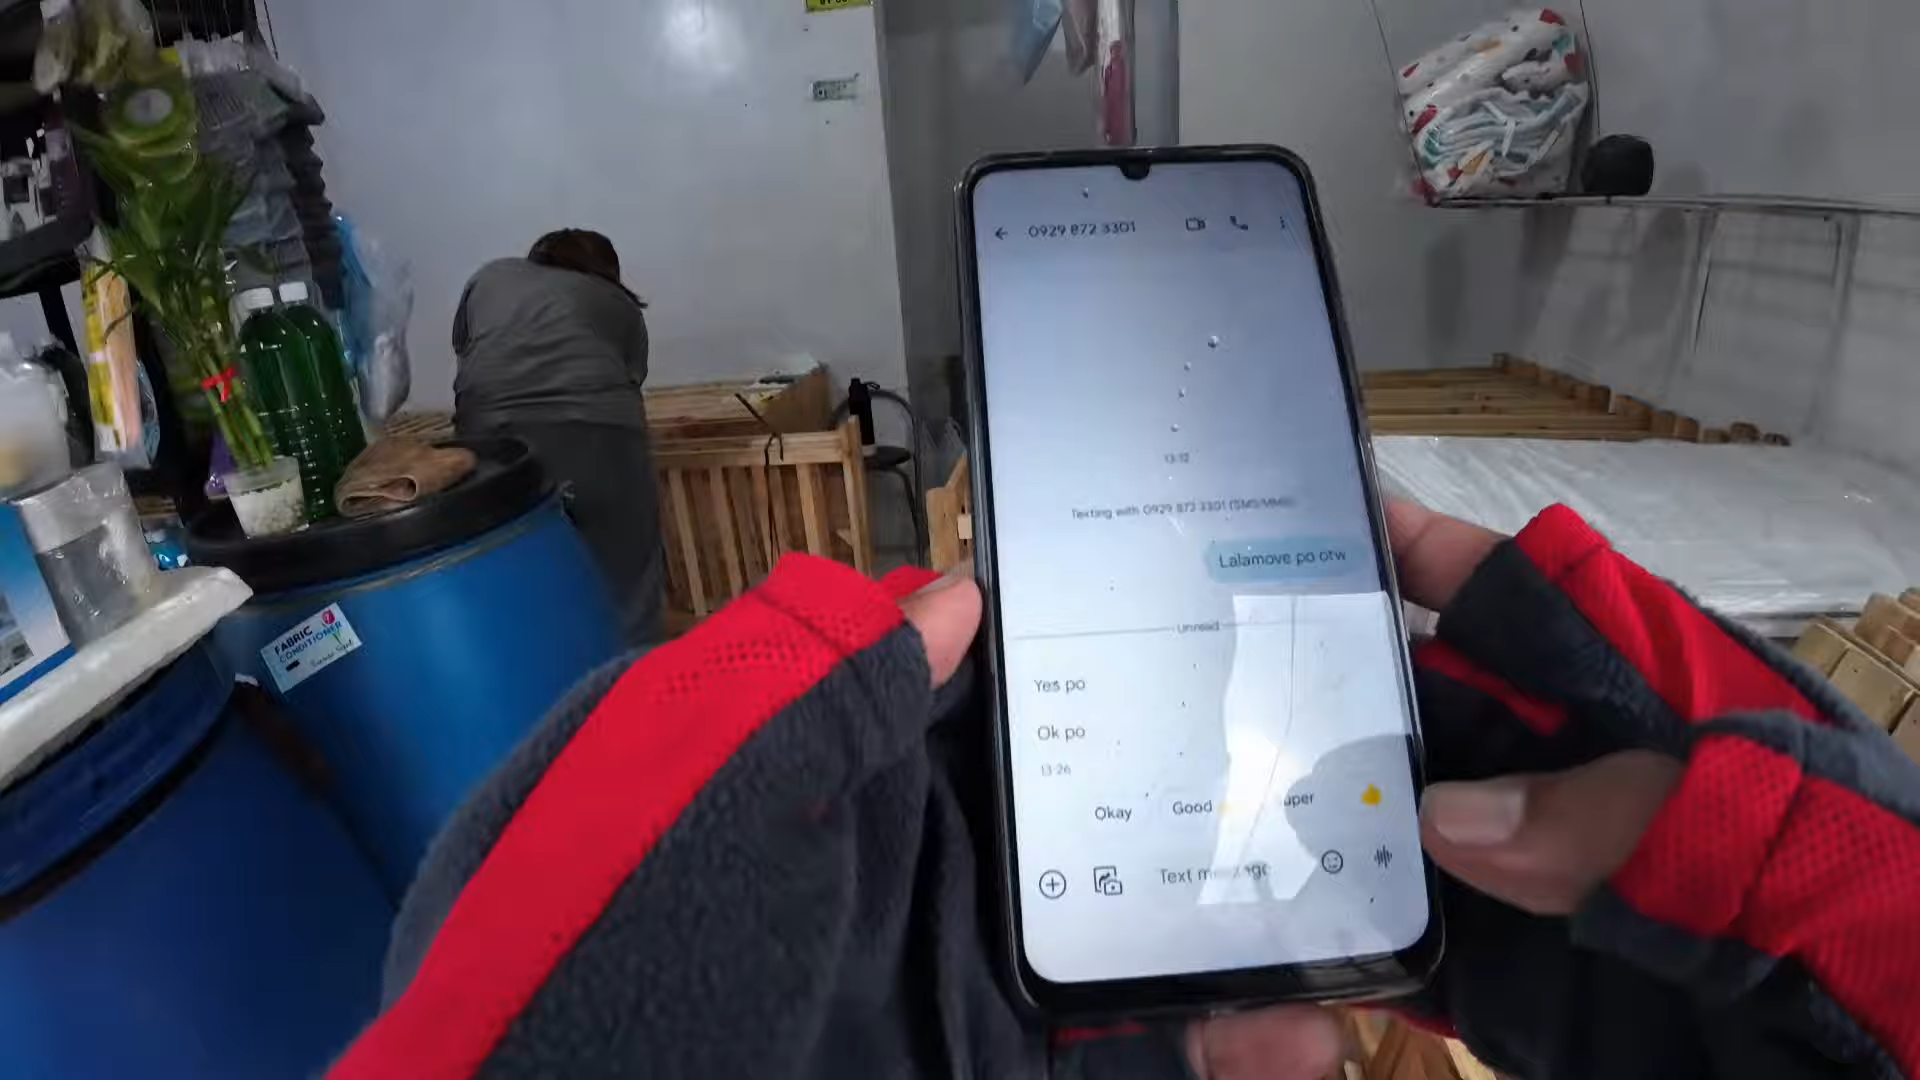 0929 872 3301
13:12
Texting with 0929 872 3301 (SMS/MMS)
Lalamove po otw
Unread
Yes po
Ok po
13:26
Okay
Good
uper
Text
FABRIC
CONDITIONER